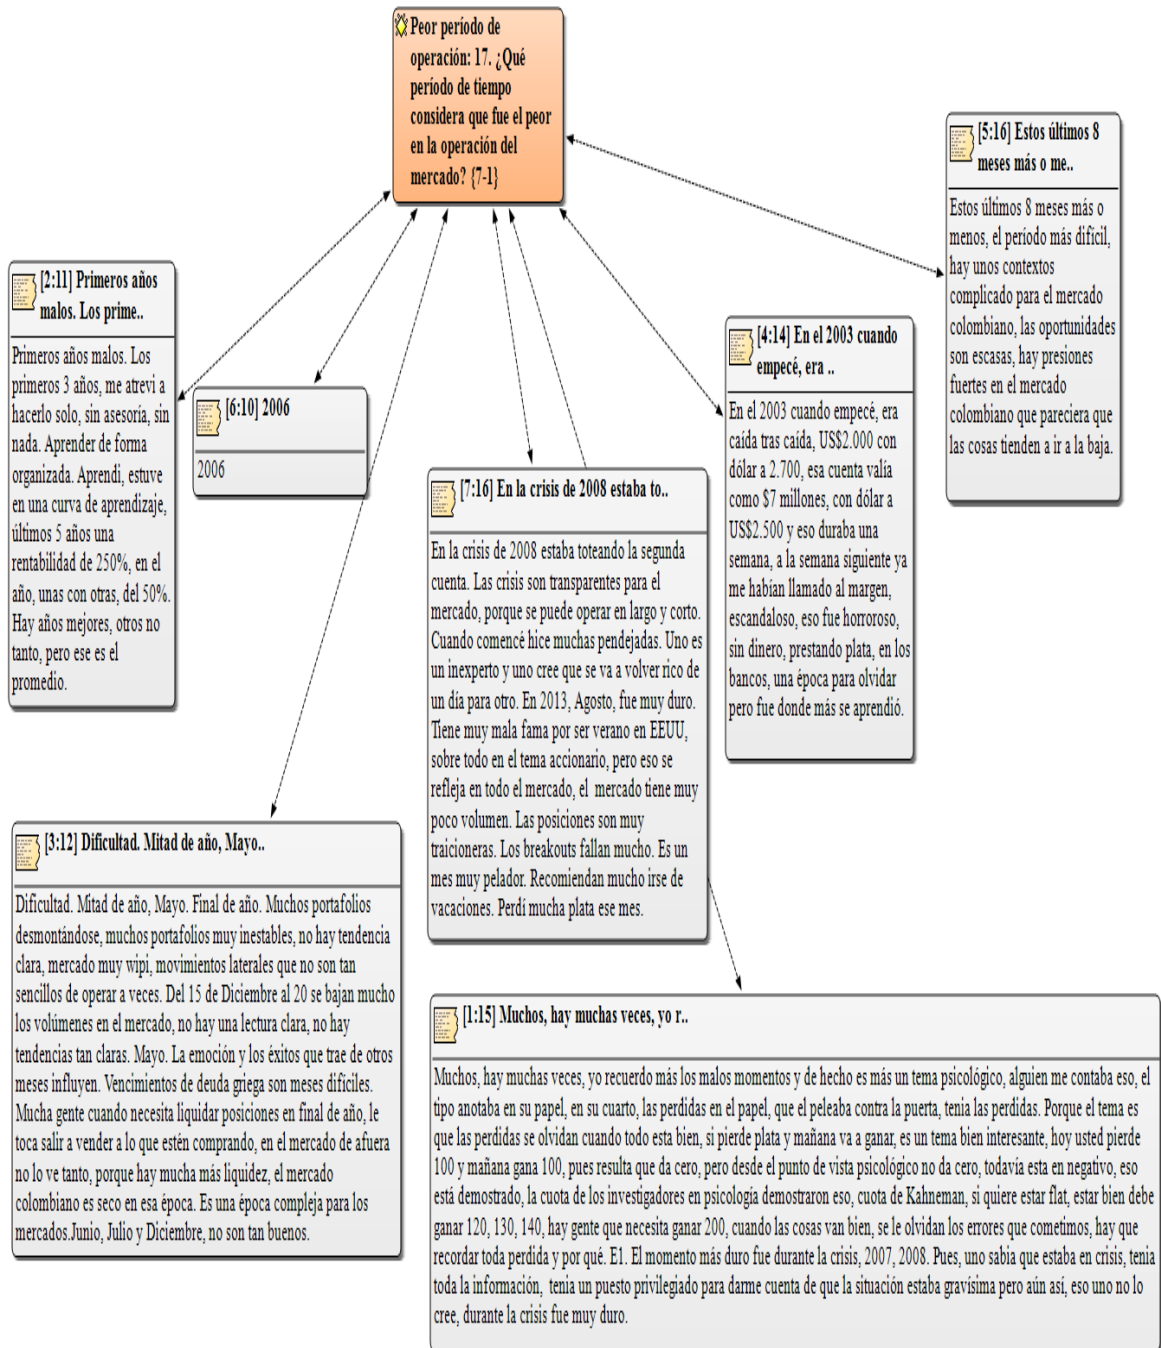 Peor período de
operación: 17. ¿Qué
período de tiempo
considera que fue el peor
en la operación del
mercado? {7-1}
[5:16] Estos últimos 8
meses más o me..
Estos últimos 8 meses más o
menos, el período más difícil,
hay unos contextos
complicado para el mercado
colombiano, las oportunidades
son escasas, hay presiones
fuertes en el mercado
colombiano que pareciera que
las cosas tienden a ir a la baja.
[2:11] Primeros años
malos. Los prime..
Primeros años malos. Los
primeros 3 años, me atrevi a
hacerlo solo, sin asesoría, sin
nada. Aprender de forma
organizada. Aprendi, estuve
en una curva de aprendizaje,
últimos 5 años una
rentabilidad de 250%, en el
año, unas con otras, del 50%.
Hay años mejores, otros no
tanto, pero ese es el
promedio.
[6:10] 2006
2006
[4:14] En el 2003 cuando
empecé, era ..
En el 2003 cuando empecé, era
caída tras caída, US$2.000 con
dólar a 2.700, esa cuenta valía
como $7 millones, con dólar a
US$2.500 y eso duraba una
semana, a la semana siguiente ya
me habían llamado al margen,
escandaloso, eso fue horroroso,
sin dinero, prestando plata, en los
bancos, una época para olvidar
pero fue donde más se aprendió.
[7:16] En la crisis de 2008 estaba to..
En la crisis de 2008 estaba toteando la segunda
cuenta. Las crisis son transparentes para el
mercado, porque se puede operar en largo y corto.
Cuando comencé hice muchas pendejadas. Uno es
un inexperto y uno cree que se va a volver rico de
un día para otro. En 2013, Agosto, fue muy duro.
Tiene muy mala fama por ser verano en EEUU,
sobre todo en el tema accionario, pero eso se
refleja en todo el mercado, el mercado tiene muy
poco volumen. Las posiciones son muy
traicioneras. Los breakouts fallan mucho. Es un
mes muy pelador. Recomiendan mucho irse de
vacaciones. Perdí mucha plata ese mes.
[3:12] Dificultad. Mitad de año, Mayo..
Dificultad. Mitad de año, Mayo. Final de año. Muchos portafolios
desmontándose, muchos portafolios muy inestables, no hay tendencia
clara, mercado muy wipi, movimientos laterales que no son tan
sencillos de operar a veces. Del 15 de Diciembre al 20 se bajan mucho
los volúmenes en el mercado, no hay una lectura clara, no hay
tendencias tan claras. Mayo. La emoción y los éxitos que trae de otros
meses influyen. Vencimientos de deuda griega son meses difíciles.
Mucha gente cuando necesita liquidar posiciones en final de año, le
toca salir a vender a lo que estén comprando, en el mercado de afuera
no lo ve tanto, porque hay mucha más liquidez, el mercado
colombiano es seco en esa época. Es una época compleja para los
mercados.Junio, Julio y Diciembre, no son tan buenos.
[1:15] Muchos, hay muchas veces, yo r..
Muchos, hay muchas veces, yo recuerdo más los malos momentos y de hecho es más un tema psicológico, alguien me contaba eso, el
tipo anotaba en su papel, en su cuarto, las perdidas en el papel, que el peleaba contra la puerta, tenia las perdidas. Porque el tema es
que las perdidas se olvidan cuando todo esta bien, si pierde plata y mañana va a ganar, es un tema bien interesante, hoy usted pierde
100 y mañana gana 100, pues resulta que da cero, pero desde el punto de vista psicológico no da cero, todavía esta en negativo, eso
está demostrado, la cuota de los investigadores en psicología demostraron eso, cuota de Kahneman, si quiere estar flat, estar bien debe
ganar 120, 130, 140, hay gente que necesita ganar 200, cuando las cosas van bien, se le olvidan los errores que cometimos, hay que
recordar toda perdida y por qué. E1. El momento más duro fue durante la crisis, 2007, 2008. Pues, uno sabia que estaba en crisis, tenia
toda la información, tenia un puesto privilegiado para darme cuenta de que la situación estaba gravísima pero aún así, eso uno no lo
cree, durante la crisis fue muy duro.